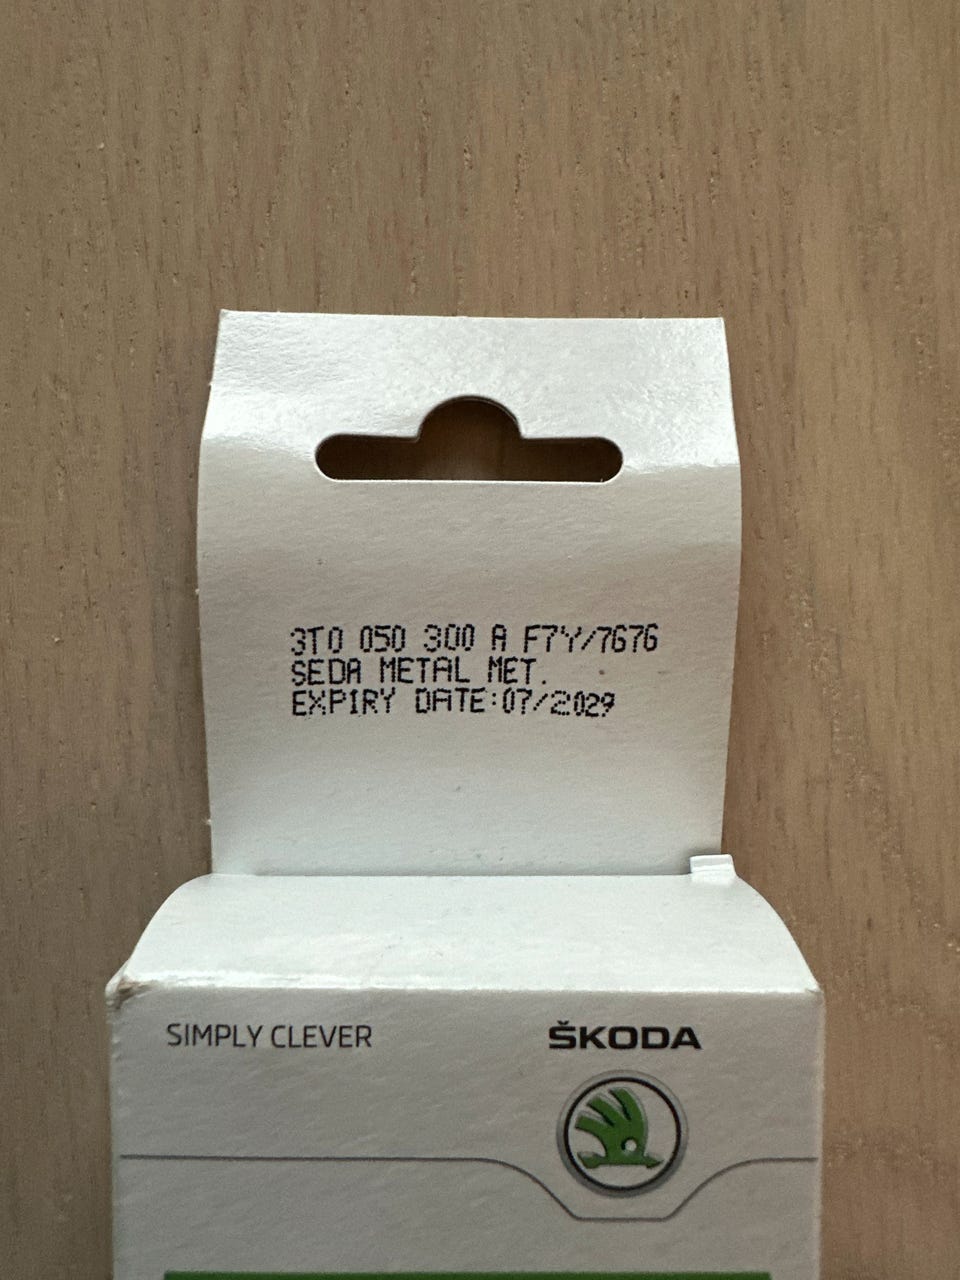 3T0 050 300 A F7Y/7676
SEDA METAL MET.
EXPIRY DATE:07/2029
SIMPLY CLEVER
ŠKODA